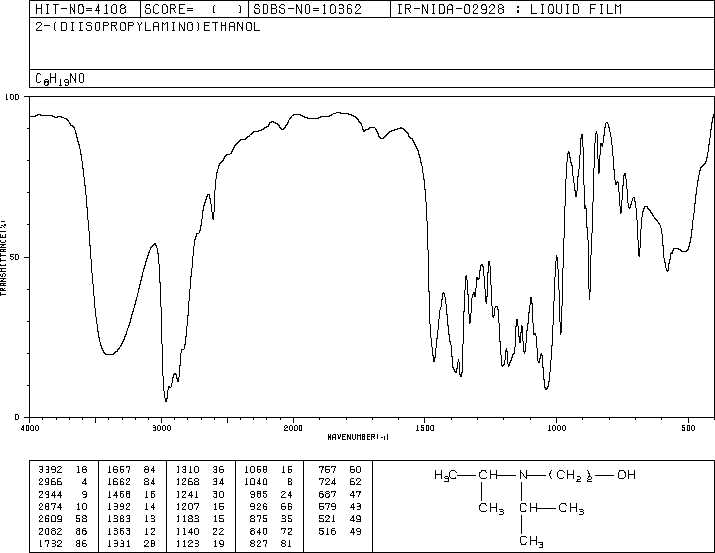 HIT-NO=4108 SCORE= ( ) SDBS-NO=10362 IR-NIDA-02928 : LIQUID FILM
2-(DIISOPROPYLAMINO)ETHANOL
C8H19NO
100
50
0
TRANSMITTANCE(%)
4000 3000 2000 1500 1000 500
WAVENUMBER(-1)
3392 18 1667 84 1310 36 1068 15 757 60
2966 4 1662 84 1268 34 1040 8 724 62
2944 9 1468 16 1241 30 985 24 687 47
2874 10 1392 14 1207 15 926 66 579 43
2609 58 1383 13 1183 15 875 35 521 49
2082 86 1363 12 1140 22 840 72 516 49
1732 86 1331 28 1123 19 827 81
H3C—CH—N—(CH2)2—OH
CH3 CH—CH3
CH3